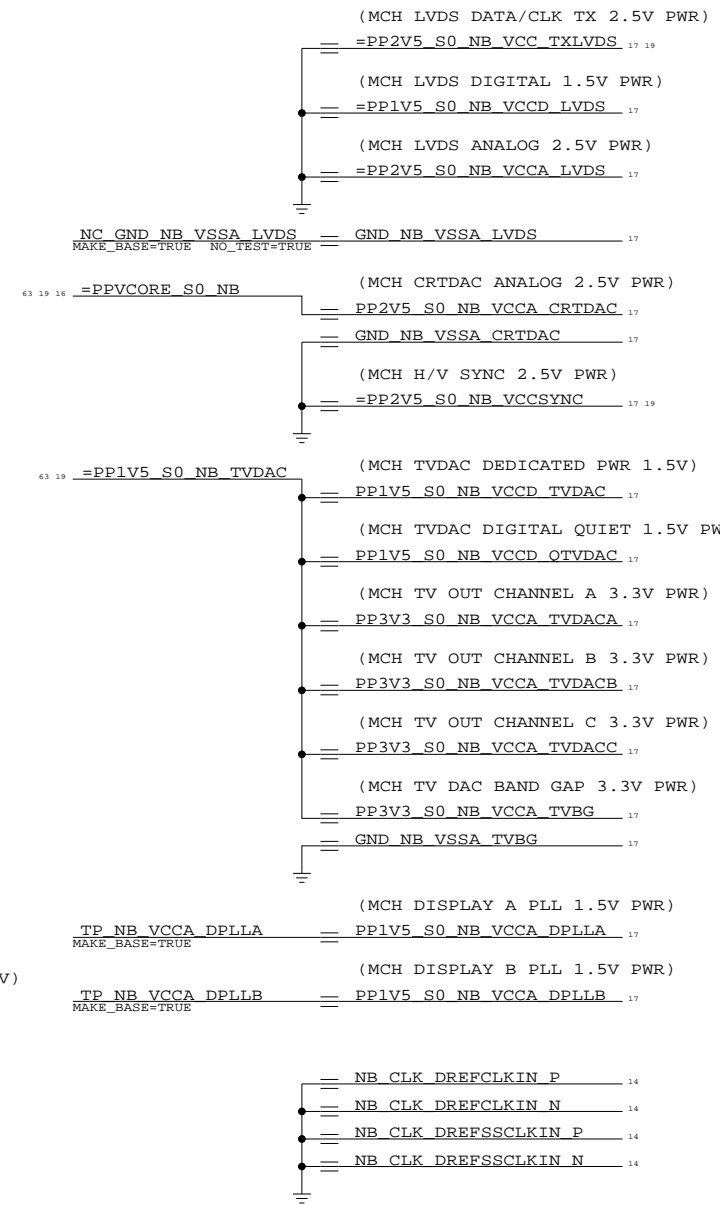 (MCH LVDS DATA/CLK TX 2.5V PWR)
=PP2V5_S0_NB_VCC_TXLVDS 17 19
(MCH LVDS DIGITAL 1.5V PWR)
=PP1V5_S0_NB_VCCD_LVDS 17
(MCH LVDS ANALOG 2.5V PWR)
=PP2V5_S0_NB_VCCA_LVDS 17
NC_GND_NB_VSSA_LVDS GND_NB_VSSA_LVDS 17
MAKE_BASE=TRUE NO_TEST=TRUE
(MCH CRTDAC ANALOG 2.5V PWR)
63 19 16 =PPVCORE_S0_NB
PP2V5_S0_NB_VCCA_CRTDAC 17
GND_NB_VSSA_CRTDAC 17
(MCH H/V SYNC 2.5V PWR)
=PP2V5_S0_NB_VCCSYNC 17 19
(MCH TVDAC DEDICATED PWR 1.5V)
63 19 =PP1V5_S0_NB_TVDAC
PP1V5_S0_NB_VCCD_TVDAC 17
(MCH TVDAC DIGITAL QUIET 1.5V PW
PP1V5_S0_NB_VCCD_QTVDAC 17
(MCH TV OUT CHANNEL A 3.3V PWR)
PP3V3_S0_NB_VCCA_TVDACA 17
(MCH TV OUT CHANNEL B 3.3V PWR)
PP3V3_S0_NB_VCCA_TVDACB 17
(MCH TV OUT CHANNEL C 3.3V PWR)
PP3V3_S0_NB_VCCA_TVDACC 17
(MCH TV DAC BAND GAP 3.3V PWR)
PP3V3_S0_NB_VCCA_TVBG 17
GND_NB_VSSA_TVBG 17
(MCH DISPLAY A PLL 1.5V PWR)
TP_NB_VCCA_DPLLA PP1V5_S0_NB_VCCA_DPLLA 17
MAKE_BASE=TRUE
(MCH DISPLAY B PLL 1.5V PWR)
V)
TP_NB_VCCA_DPLLB PP1V5_S0_NB_VCCA_DPLLB 17
MAKE_BASE=TRUE
NB_CLK_DREFCLKIN_P 14
NB_CLK_DREFCLKIN_N 14
NB_CLK_DREFSSCLKIN_P 14
NB_CLK_DREFSSCLKIN_N 14